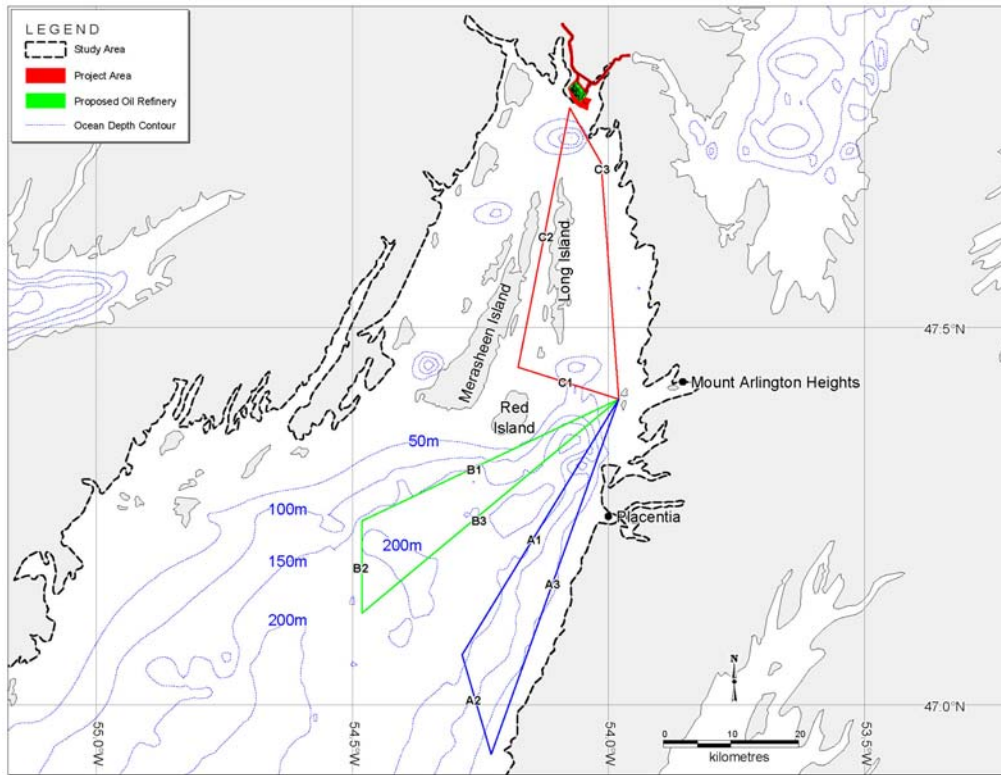 LEGEND
Study Area
Project Area
Proposed Oil Refinery
Ocean Depth Contour
C3
C2
Long Island
Merasheen Island
47.5°N
C1
Mount Arlington Heights
Red
Island
50m
B1
100m
B3
Placentia
A1
200m
150m
B2
A3
200m
A2
N
47.0°N
55.0°W
54.5°W
54.0°W
53.5°W
0 10 20
kilometres